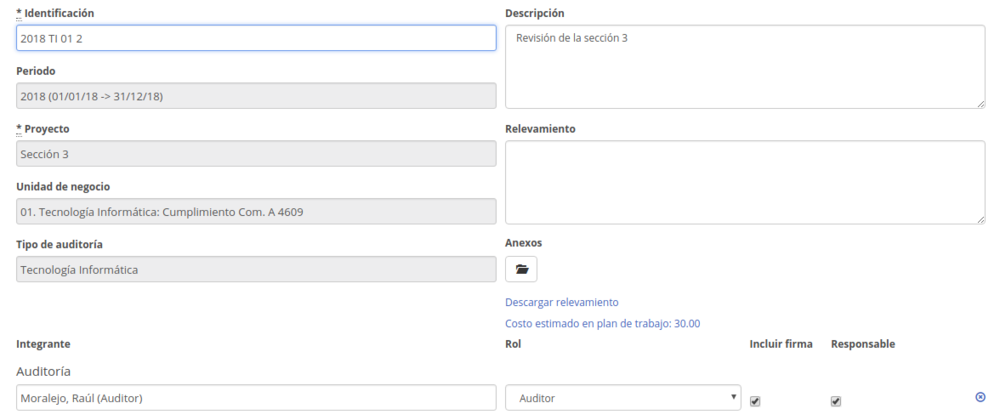 * Identificación
2018 TI 01 2
Periodo
2018 (01/01/18 -> 31/12/18)
* Proyecto
Sección 3
Unidad de negocio
01. Tecnología Informática: Cumplimiento Com. A 4609
Tipo de auditoría
Tecnología Informática
Descripción
Revisión de la sección 3
Relevamiento
Anexos
Descargar relevamiento
Costo estimado en plan de trabajo: 30.00
Integrante Rol Incluir firma Responsable
Auditoría
Moralejo, Raúl (Auditor) Auditor